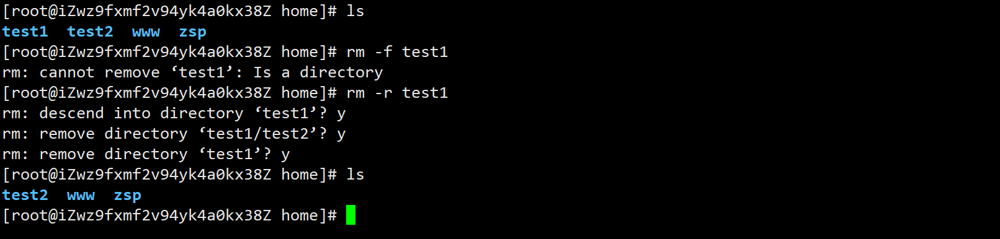 [root@iZwz9fxmf2v94yk4a0kx38Z home]# ls
test1  test2  www  zsp
[root@iZwz9fxmf2v94yk4a0kx38Z home]# rm -f test1
rm: cannot remove ‘test1’: Is a directory
[root@iZwz9fxmf2v94yk4a0kx38Z home]# rm -r test1
rm: descend into directory ‘test1’? y
rm: remove directory ‘test1/test2’? y
rm: remove directory ‘test1’? y
[root@iZwz9fxmf2v94yk4a0kx38Z home]# ls
test2  www  zsp
[root@iZwz9fxmf2v94yk4a0kx38Z home]#